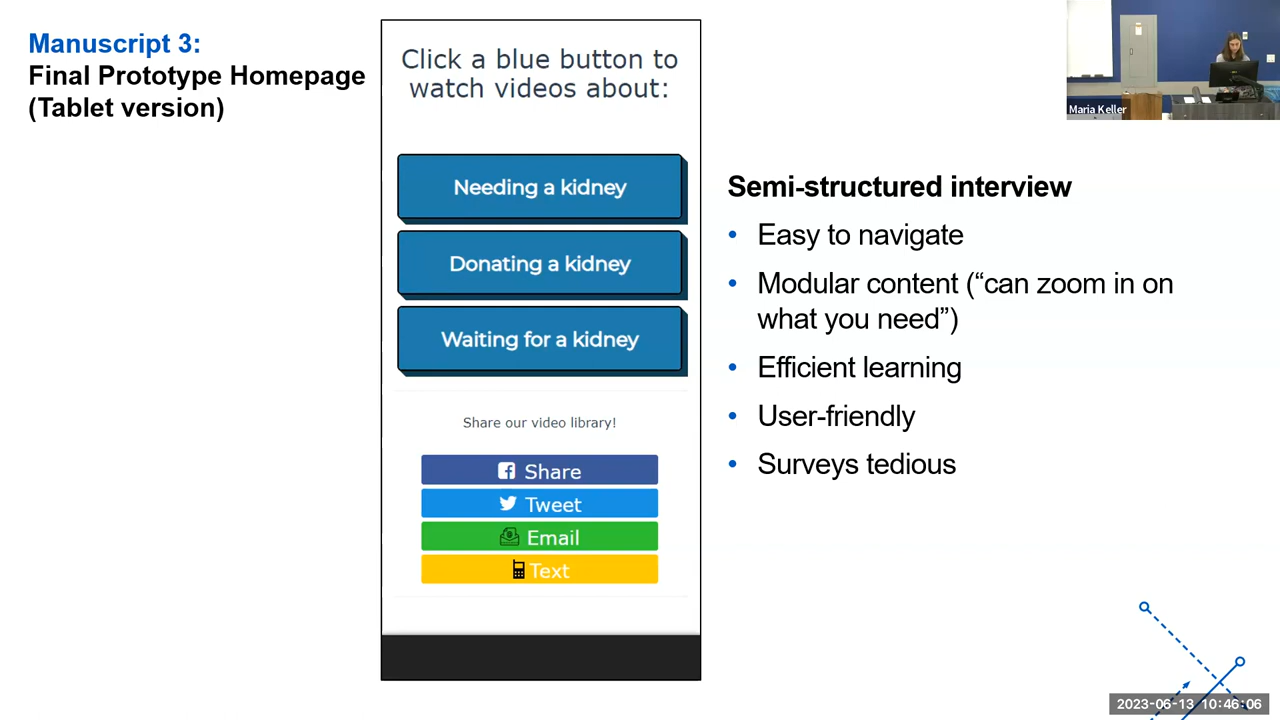 Manuscript 3:
Final Prototype Homepage
(Tablet version)
Click a blue button to
watch videos about:
Needing a kidney
Donating a kidney
Waiting for a kidney
Share our video library!
Share
Tweet
Email
Text
Maria Keller
Semi-structured interview
• Easy to navigate
• Modular content (“can zoom in on
what you need”)
• Efficient learning
• User-friendly
• Surveys tedious
2023-06-13 10:46:06